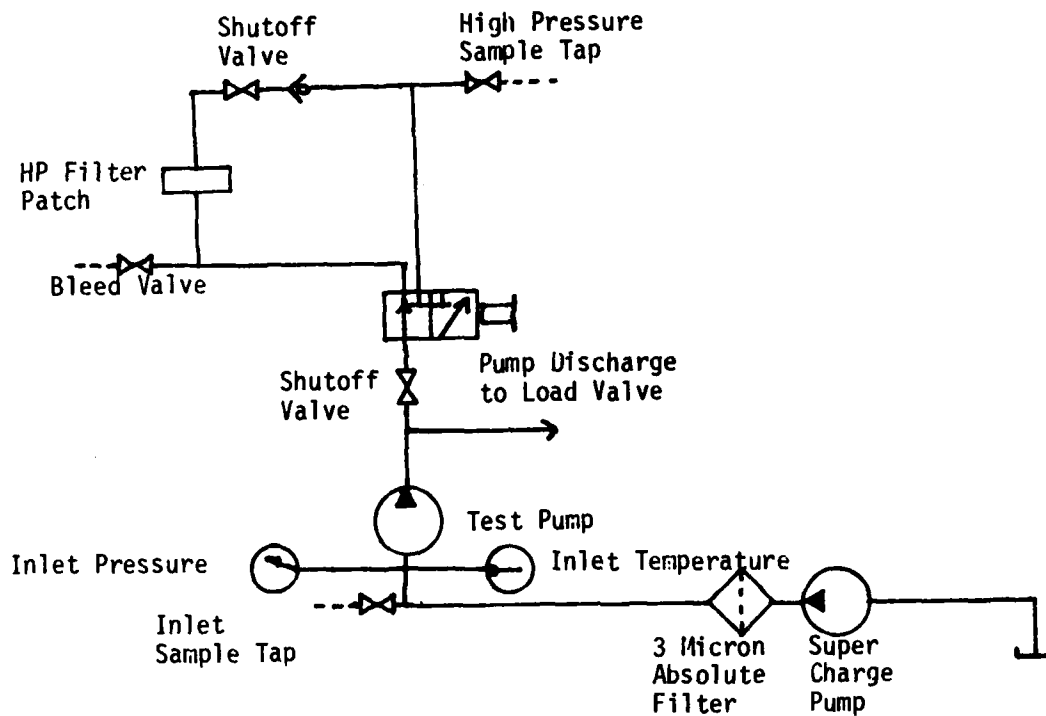 Shutoff
Valve
High Pressure
Sample Tap
HP Filter
Patch
Bleed Valve
Shutoff
Valve
Pump Discharge
to Load Valve
Test Pump
Inlet Pressure
Inlet Temperature
Inlet
Sample Tap
3 Micron
Absolute
Filter
Super
Charge
Pump